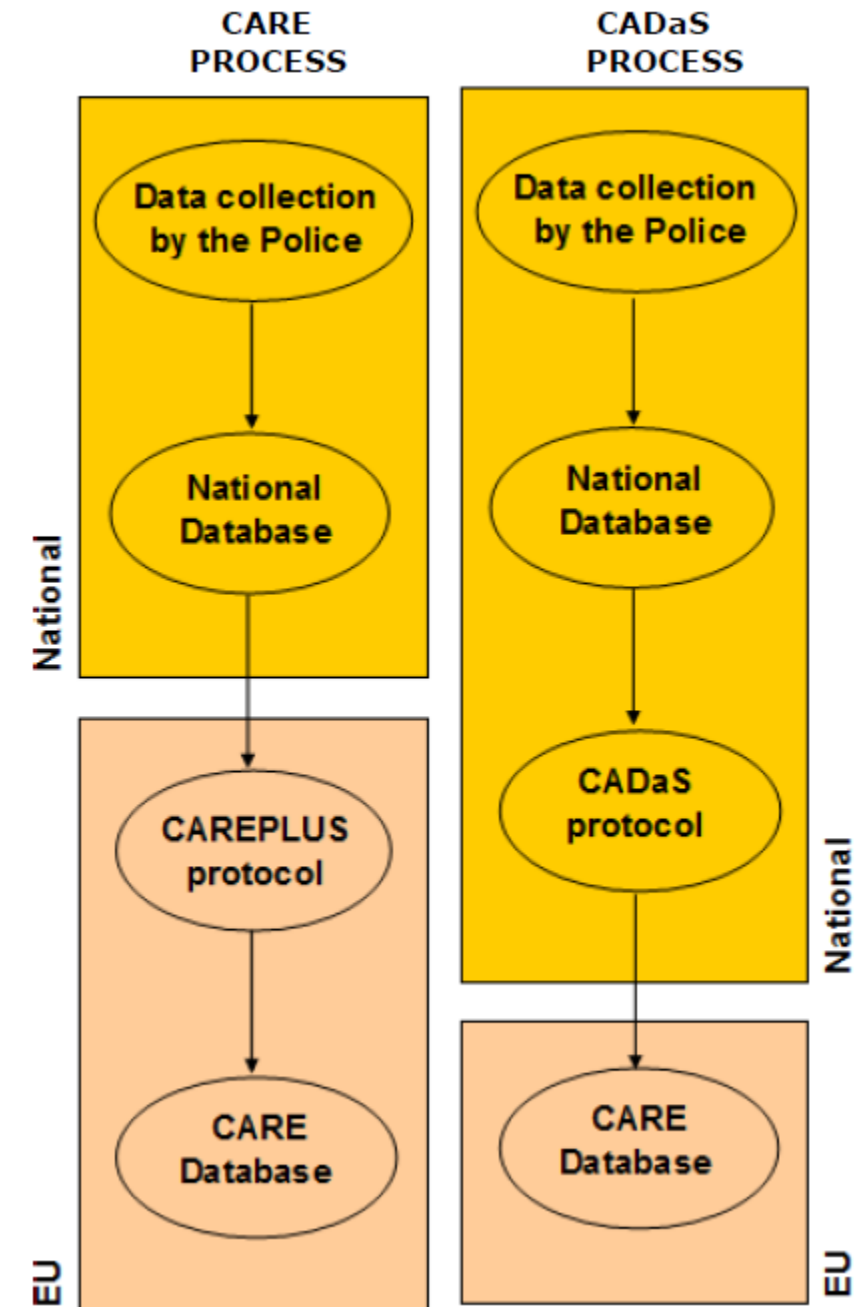 CARE
PROCESS
Data collection
by the Police
National
Database
National
CAREPLUS
protocol
CARE
Database
EU
CADaS
PROCESS
Data collection
by the Police
National
Database
CADaS
protocol
National
CARE
Database
EU